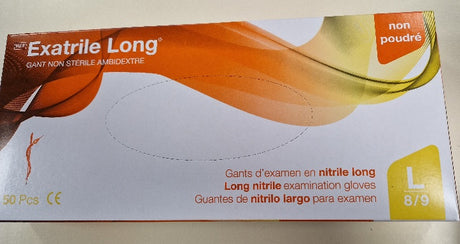 Exatrile Long
GANT NON STÉRILE AMBIDEXTRE
non
poudré
Gants d'examen en nitrile long
Long nitrile examination gloves
Guantes de nitrilo largo para examen
50 Pcs CE
L
8/9